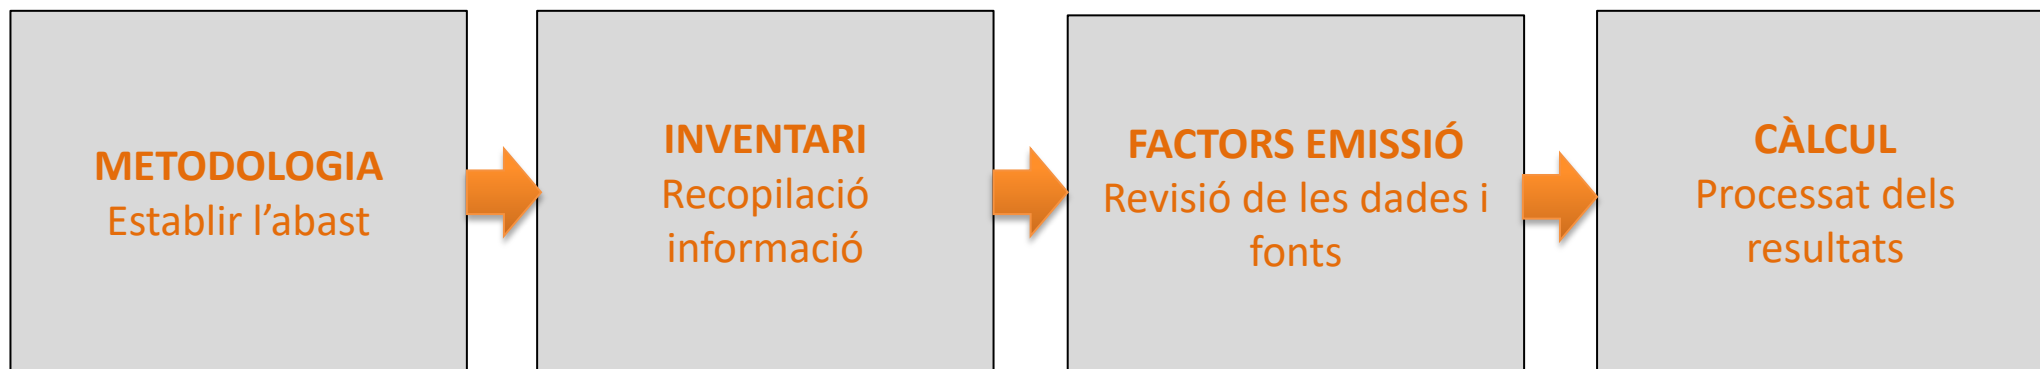 METODOLOGIA
Establir l’abast
INVENTARI
Recopilació
informació
FACTORS EMISSIÓ
Revisió de les dades i
fonts
CÀLCUL
Processat dels
resultats